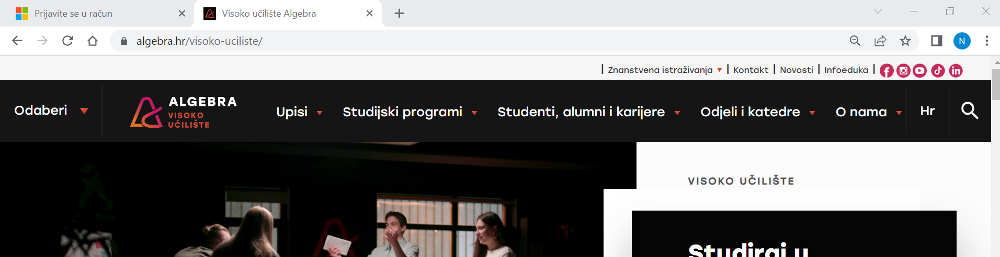 Prijavite se u račun
Visoko učilište Algebra
algebra.hr/visoko-uciliste/
N
Znanstvena istraživanja | Kontakt | Novosti | Infoeduka |
Odaberi
ALGEBRA
VISOKO
UČILIŠTE
Upisi
Studijski programi
Studenti, alumni i karijere
Odjeli i katedre
O nama
Hr
VISOKO UČILIŠTE
Studiraj u